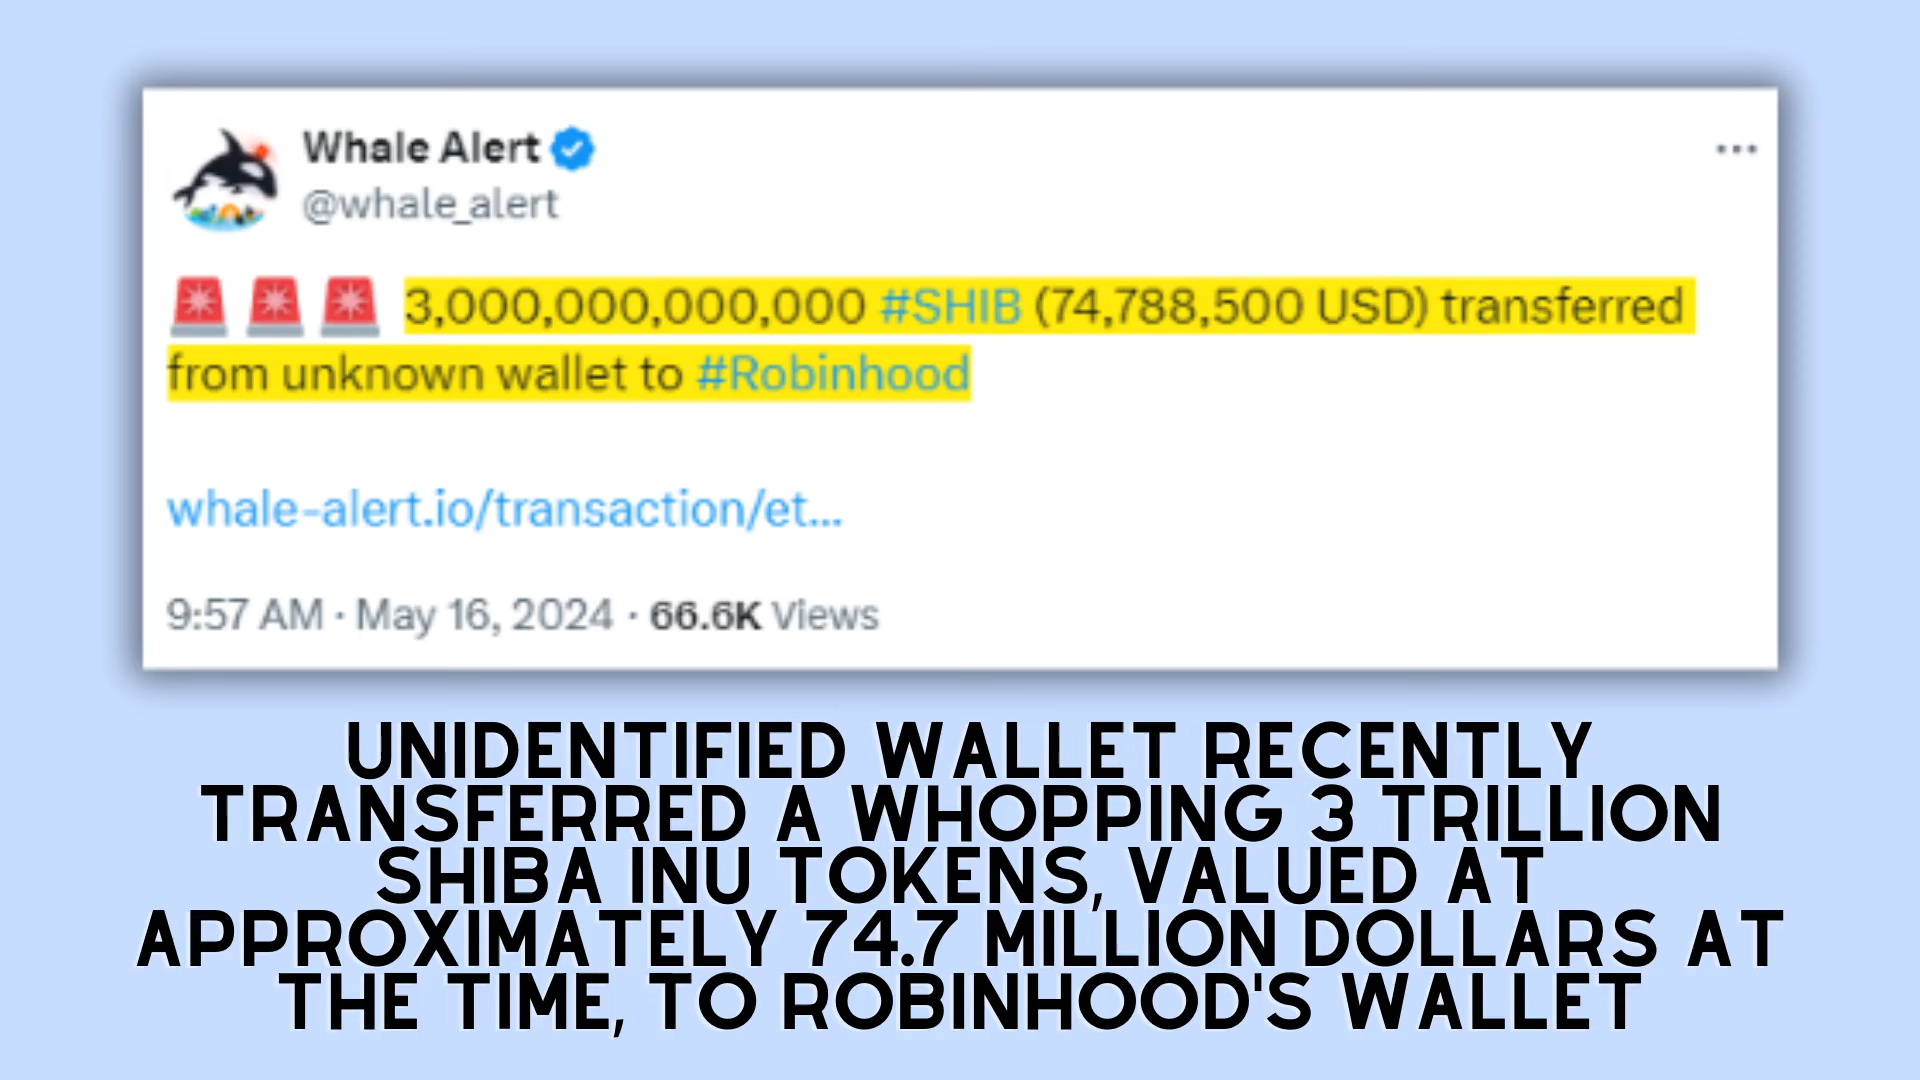 Whale Alert
@whale_alert
3,000,000,000,000 #SHIB (74,788,500 USD) transferred
from unknown wallet to #Robinhood
whale-alert.io/transaction/et...
9:57 AM · May 16, 2024 · 66.6K Views
UNIDENTIFIED WALLET RECENTLY
TRANSFERRED A WHOPPING 3 TRILLION
SHIBA INU TOKENS, VALUED AT
APPROXIMATELY 74.7 MILLION DOLLARS AT
THE TIME, TO ROBINHOOD'S WALLET